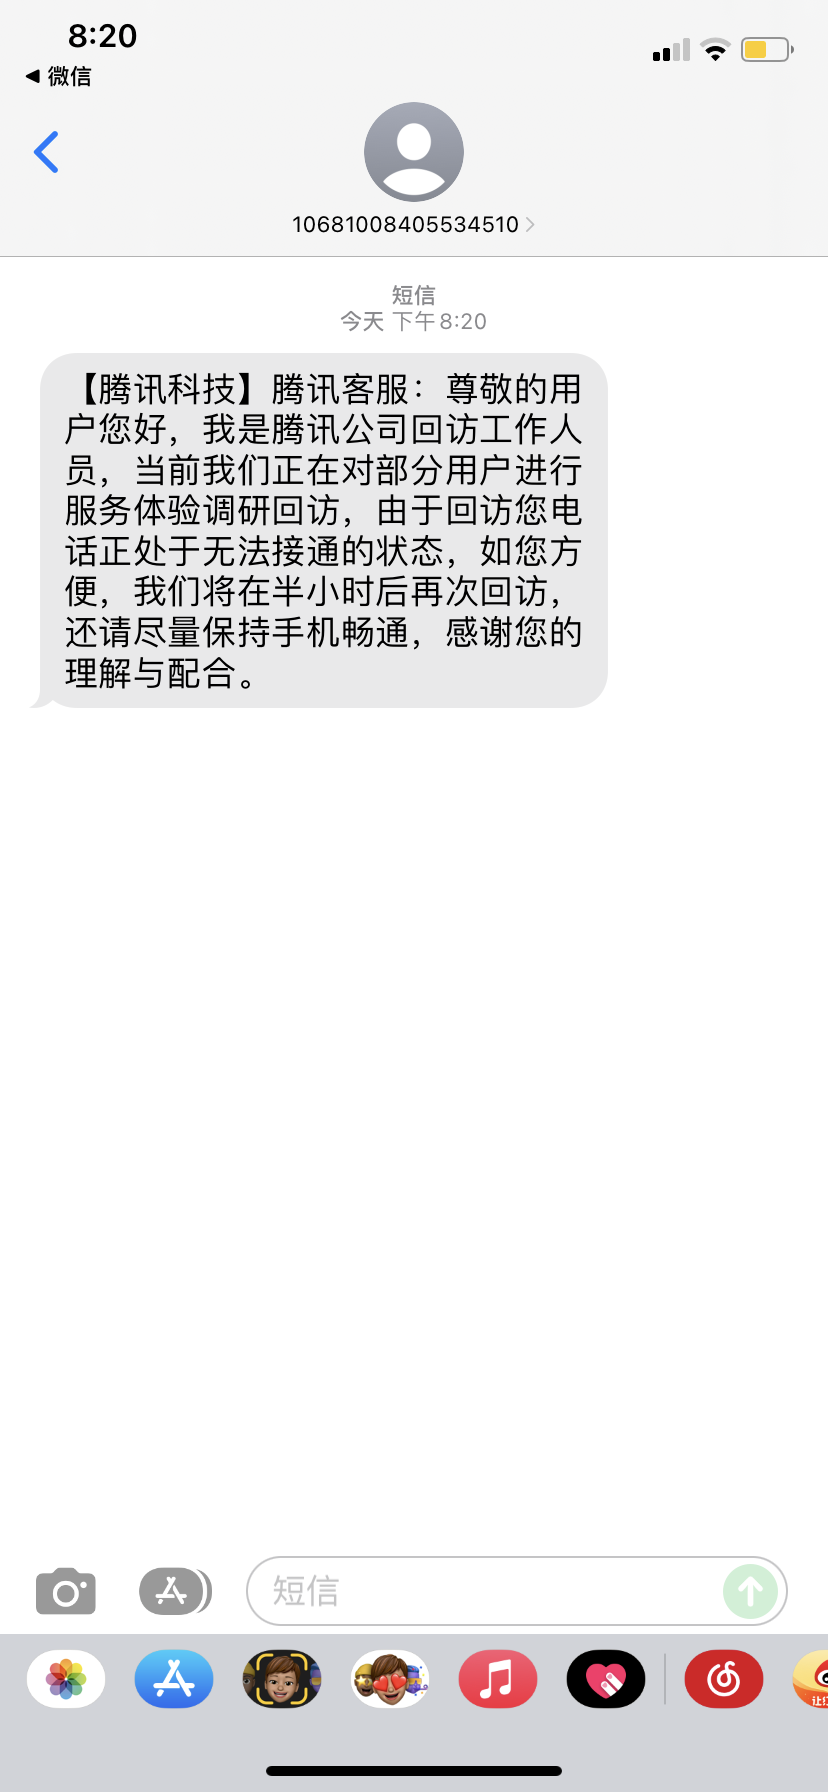 8:20
◀ 微信
10681008405534510
短信
今天 下午8:20
【腾讯科技】腾讯客服：尊敬的用
户您好，我是腾讯公司回访工作人
员，当前我们正在对部分用户进行
服务体验调研回访，由于回访您电
话正处于无法接通的状态，如您方
便，我们将在半小时后再次回访，
还请尽量保持手机畅通，感谢您的
理解与配合。
短信